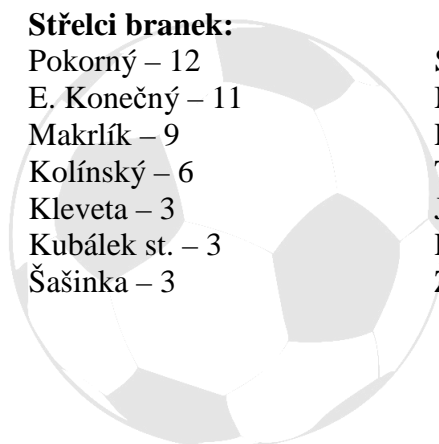 Střelci branek:
Pokorný – 12
E. Konečný – 11
Makrlík – 9
Kolínský – 6
Kleveta – 3
Kubálek st. – 3
Šašinka – 3